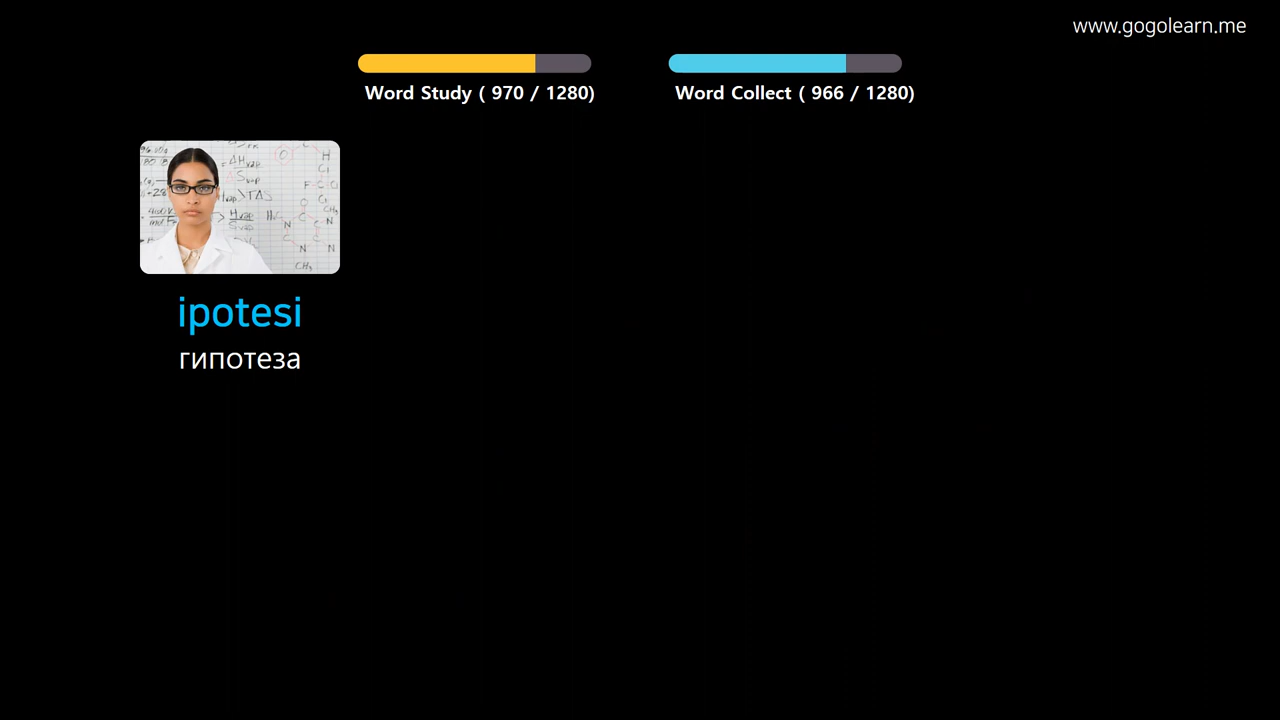 www.gogolearn.me
Word Study ( 970 / 1280)
Word Collect ( 966 / 1280)
ipotesi
гипотеза